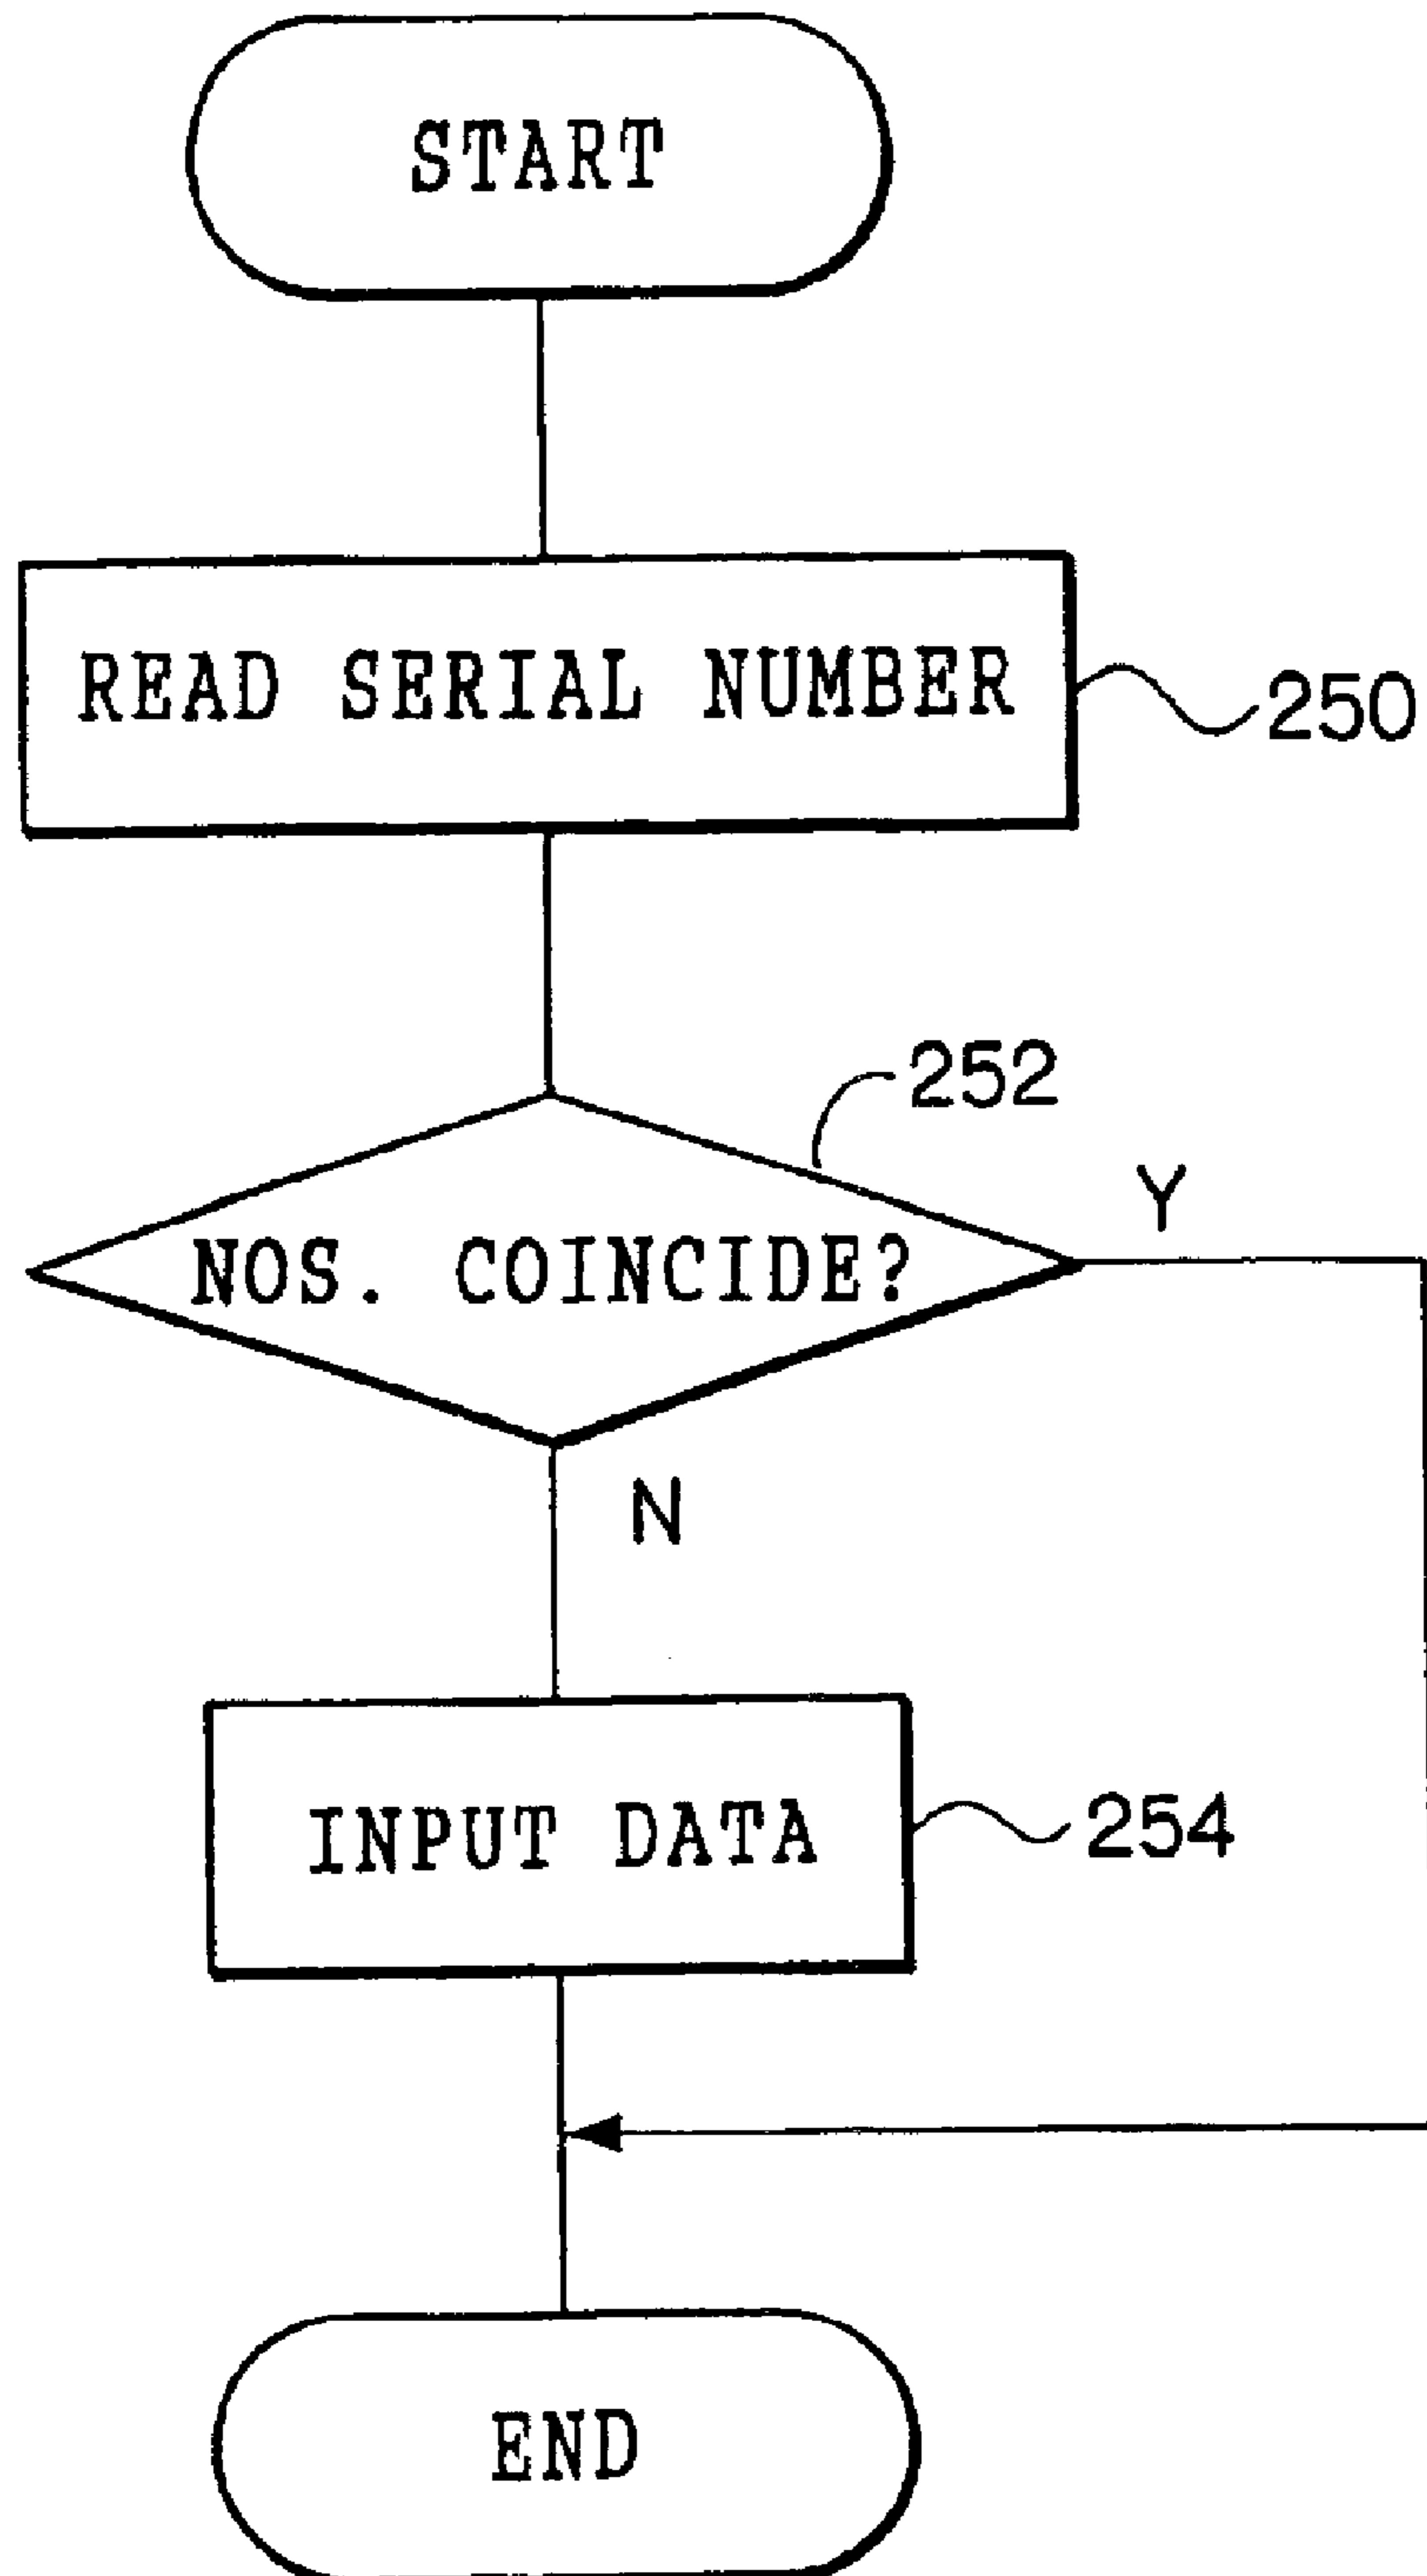 START
READ SERIAL NUMBER
250
252
Y
NOS. COINCIDE?
N
INPUT DATA
254
END